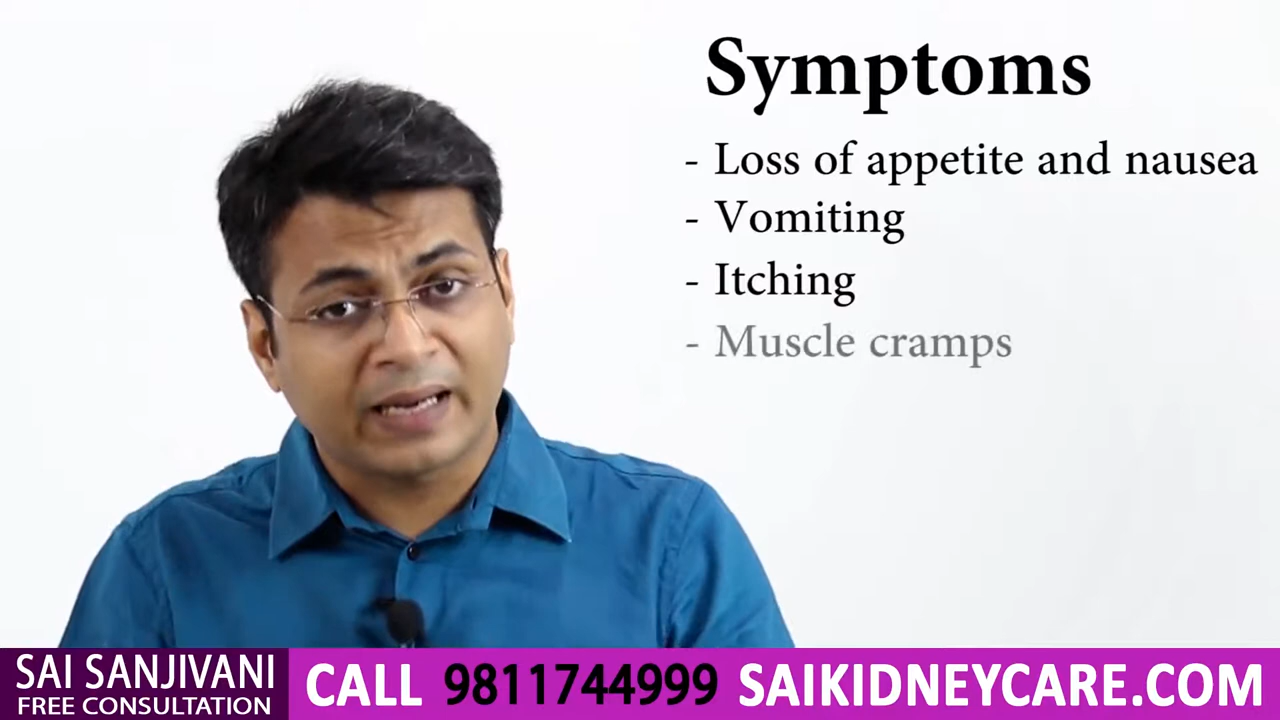 Symptoms
- Loss of appetite and nausea
- Vomiting
- Itching
- Muscle cramps
SAI SANJIVANI
FREE CONSULTATION
CALL 9811744999 SAIKIDNEYCARE.COM